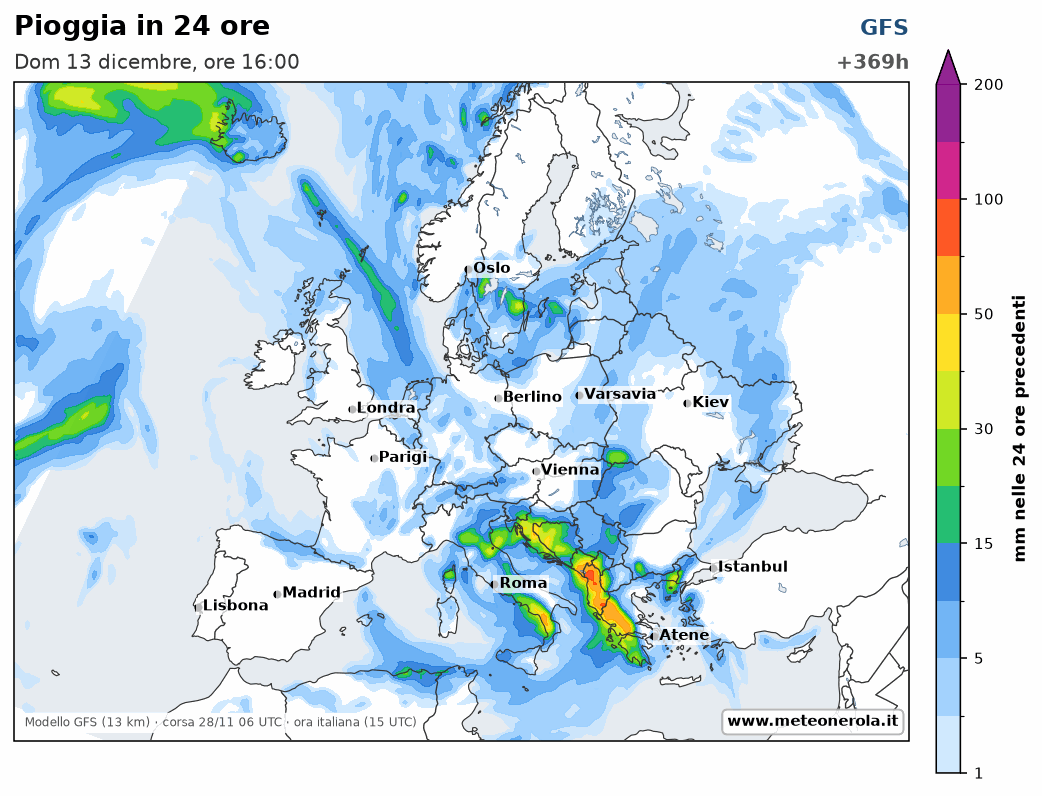 Pioggia in 24 ore
GFS
Dom 13 dicembre, ore 16:00
+369h
200
100
50
30
15
5
1
mm nelle 24 ore precedenti
Oslo
Berlino
Varsavia
Kiev
Londra
Parigi
Vienna
Istanbul
Roma
Madrid
Lisbona
Atene
Modello GFS (13 km) · corsa 28/11 06 UTC · ora italiana (15 UTC)
www.meteonerola.it